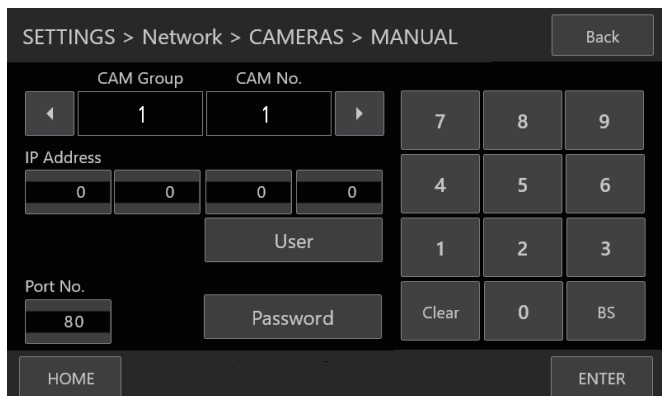 SETTINGS > Network > CAMERAS > MANUAL
Back
CAM Group CAM No.
1 1
7 8 9
IP Address
0 0 0 0
4 5 6
User
1 2 3
Port No.
80
Password
Clear 0 BS
HOME
ENTER